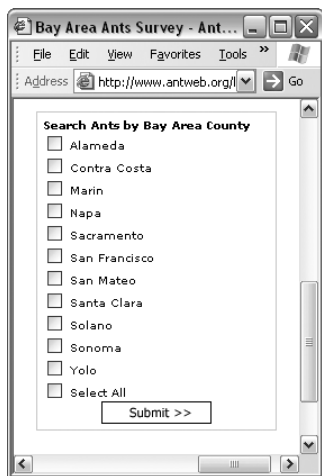 Bay Area Ants Survey - Ant...
File Edit View Favorites Tools »
Address http://www.antweb.org/l Go
Search Ants by Bay Area County
Alameda
Contra Costa
Marin
Napa
Sacramento
San Francisco
San Mateo
Santa Clara
Solano
Sonoma
Yolo
Select All
Submit >>